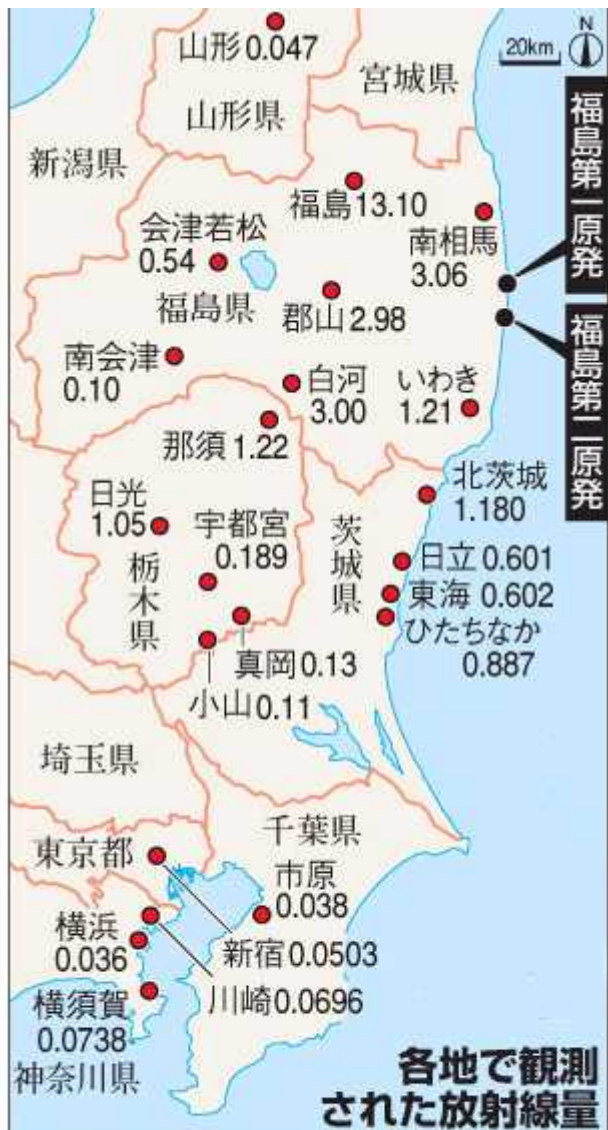 山形 0.047
山形県
宮城県
20km
N
新潟県
福島第一原発
福島 13.10
会津若松
0.54
南相馬
3.06
福島県
郡山 2.98
福島第二原発
南会津
0.10
白河
3.00
いわき
1.21
那須 1.22
日光
1.05
宇都宮
0.189
北茨城
1.180
茨城県
栃木県
日立 0.601
東海 0.602
ひたちなか
0.887
真岡 0.13
小山 0.11
埼玉県
千葉県
東京都
市原
0.038
横浜
0.036
新宿 0.0503
川崎 0.0696
横須賀
0.0738
神奈川県
各地で観測
された放射線量